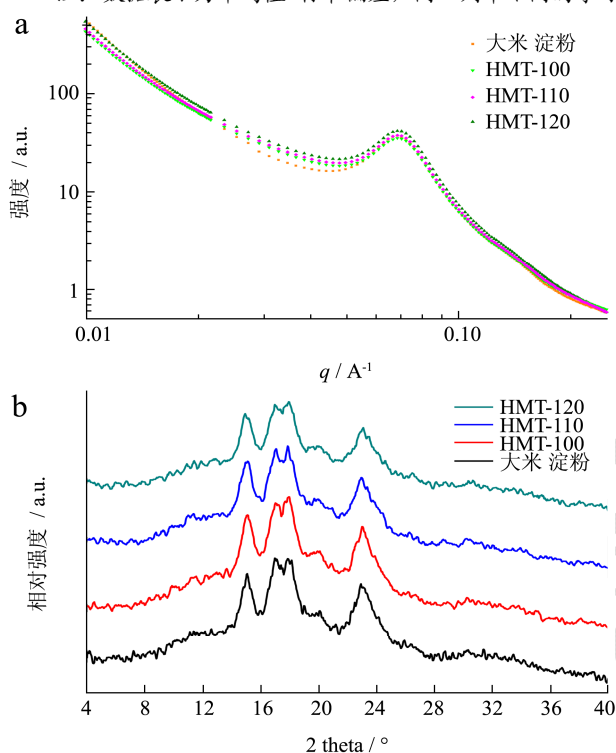 a
大米 淀粉
HMT-100
HMT-110
HMT-120
强度 / a.u.
100
10
1
0.01
0.10
q / A⁻¹
b
HMT-120
HMT-110
HMT-100
大米 淀粉
相对强度 / a.u.
4 8 12 16 20 24 28 32 36 40
2 theta / °